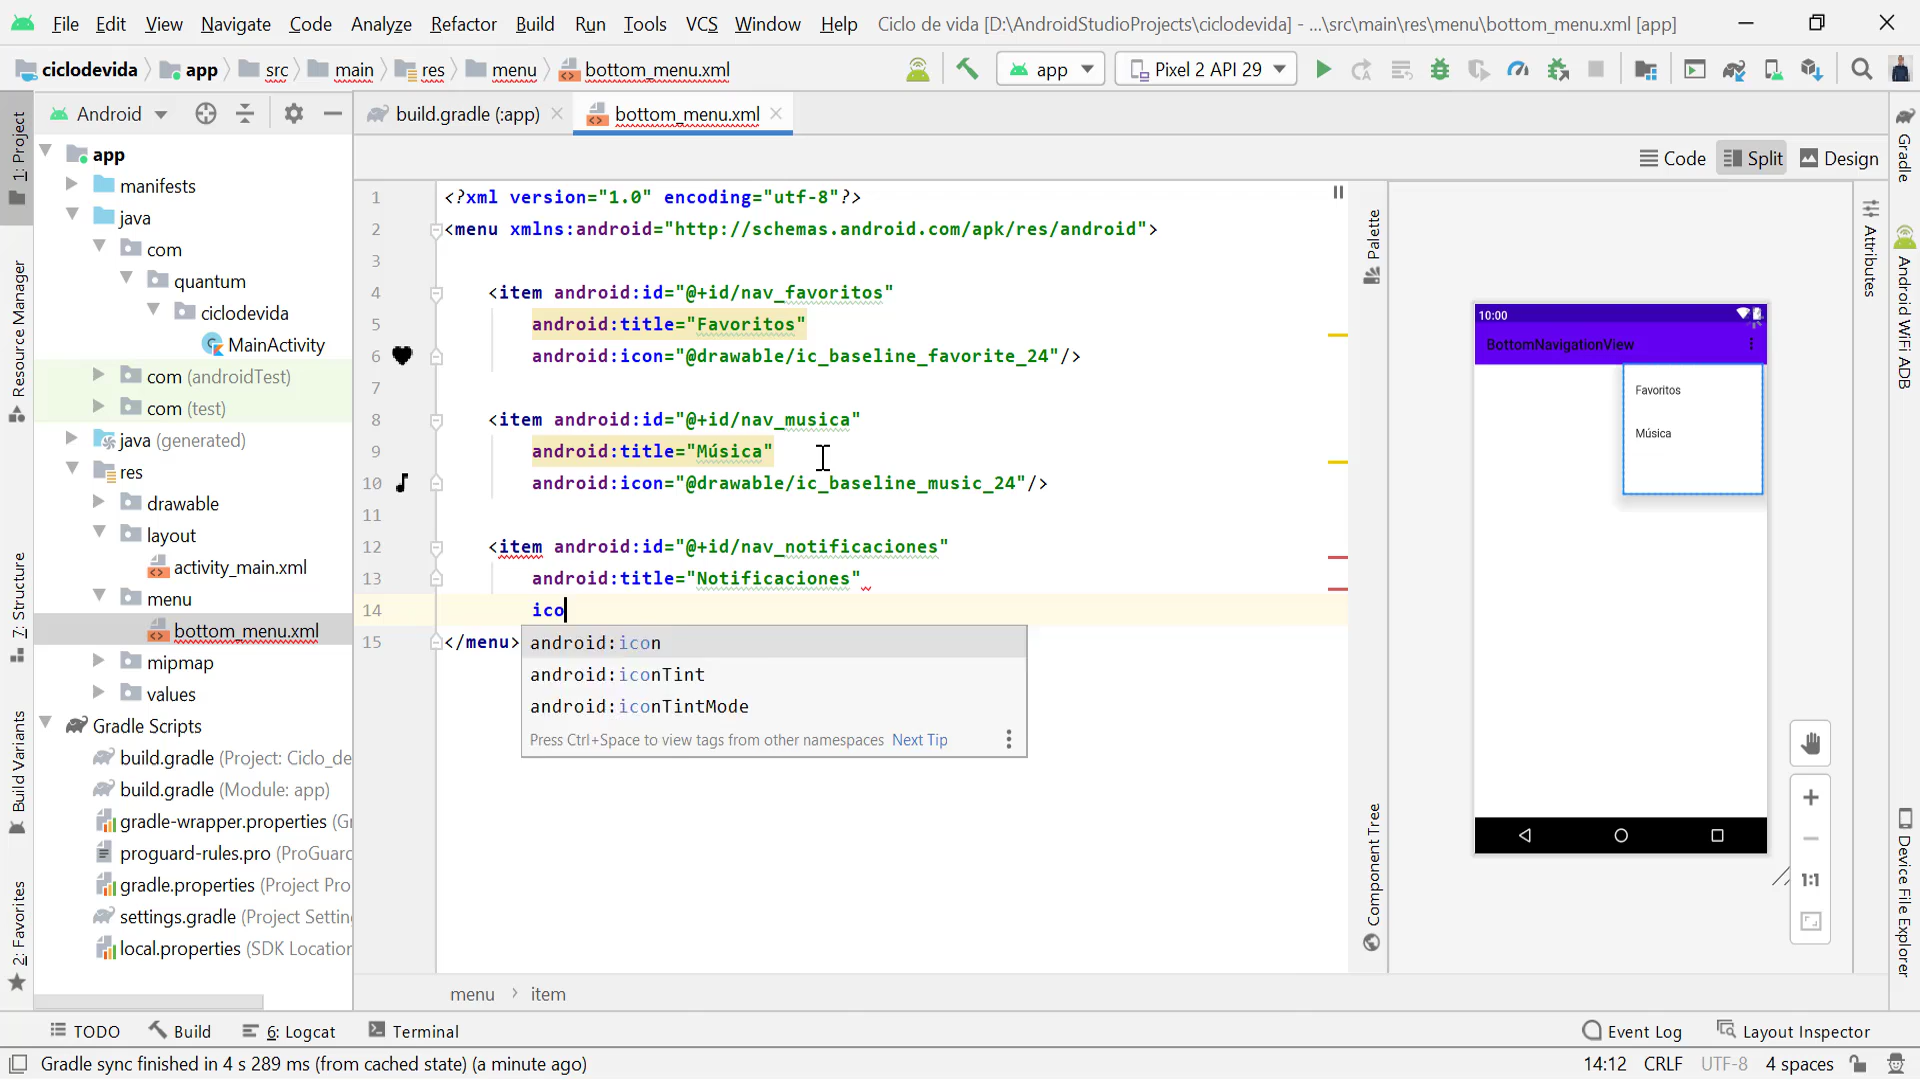 File Edit View Navigate Code Analyze Refactor Build Run Tools VCS Window Help Ciclo de vida [D:\AndroidStudioProjects\ciclodevida] - ...\src\main\res\menu\bottom_menu.xml [app]
ciclodevida app src main res menu bottom_menu.xml app Pixel 2 API 29
Android build.gradle (:app) bottom_menu.xml
Code Split Design
1: Project
Resource Manager
7: Structure
Build Variants
2: Favorites
app
manifests
java
com
quantum
ciclodevida
MainActivity
com (androidTest)
com (test)
java (generated)
res
drawable
layout
activity_main.xml
menu
bottom_menu.xml
mipmap
values
Gradle Scripts
build.gradle (Project: Ciclo_de
build.gradle (Module: app)
gradle-wrapper.properties (Gr
proguard-rules.pro (ProGuard
gradle.properties (Project Pro
settings.gradle (Project Settin
local.properties (SDK Location
1 <?xml version="1.0" encoding="utf-8"?>
2 <menu xmlns:android="http://schemas.android.com/apk/res/android">
3
4 <item android:id="@+id/nav_favoritos"
5 android:title="Favoritos"
6 android:icon="@drawable/ic_baseline_favorite_24"/>
7
8 <item android:id="@+id/nav_musica"
9 android:title="Música"
10 android:icon="@drawable/ic_baseline_music_24"/>
11
12 <item android:id="@+id/nav_notificaciones"
13 android:title="Notificaciones"
14 ico
15 </menu>
android:icon
android:iconTint
android:iconTintMode
Press Ctrl+Space to view tags from other namespaces Next Tip
menu item
Palette
Component Tree
10:00
BottomNavigationView
Favoritos
Música
1:1
Attributes
Gradle
Android WiFi ADB
Device File Explorer
TODO Build 6: Logcat Terminal Event Log Layout Inspector
Gradle sync finished in 4 s 289 ms (from cached state) (a minute ago) 14:12 CRLF UTF-8 4 spaces